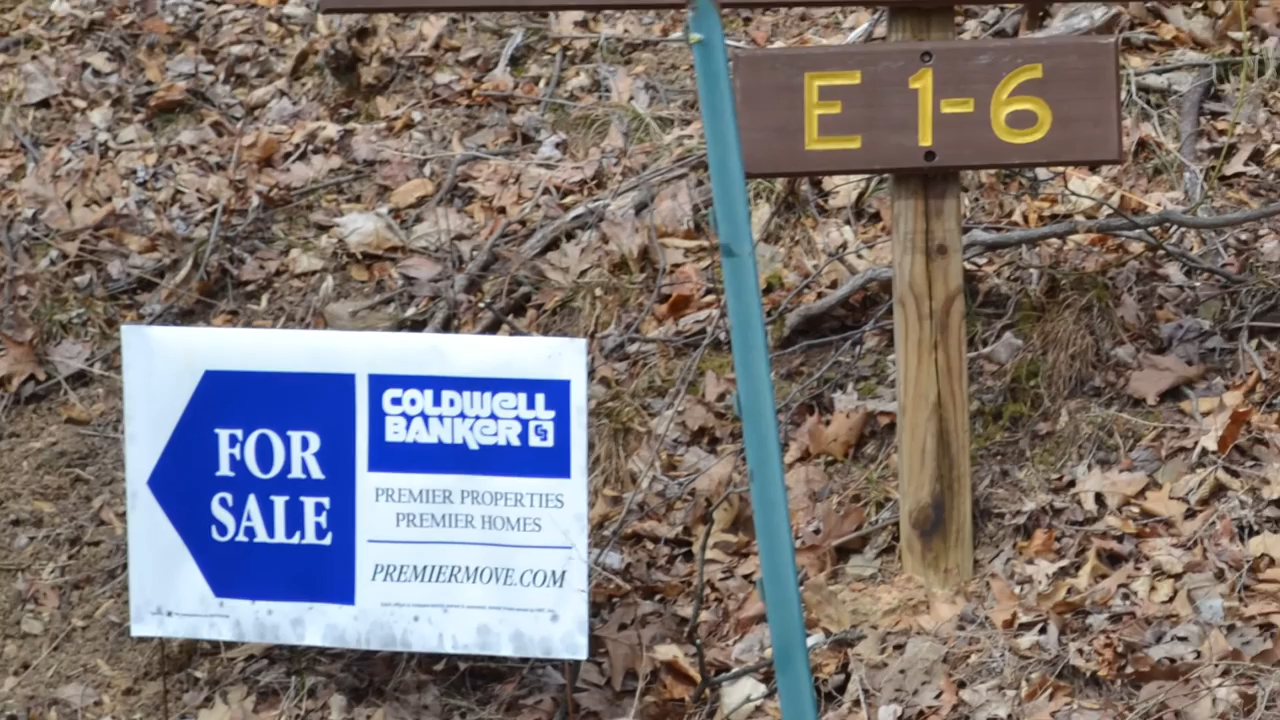 E 1-6
FOR
SALE
COLDWELL
BANKER
PREMIER PROPERTIES
PREMIER HOMES
PREMIERMOVE.COM